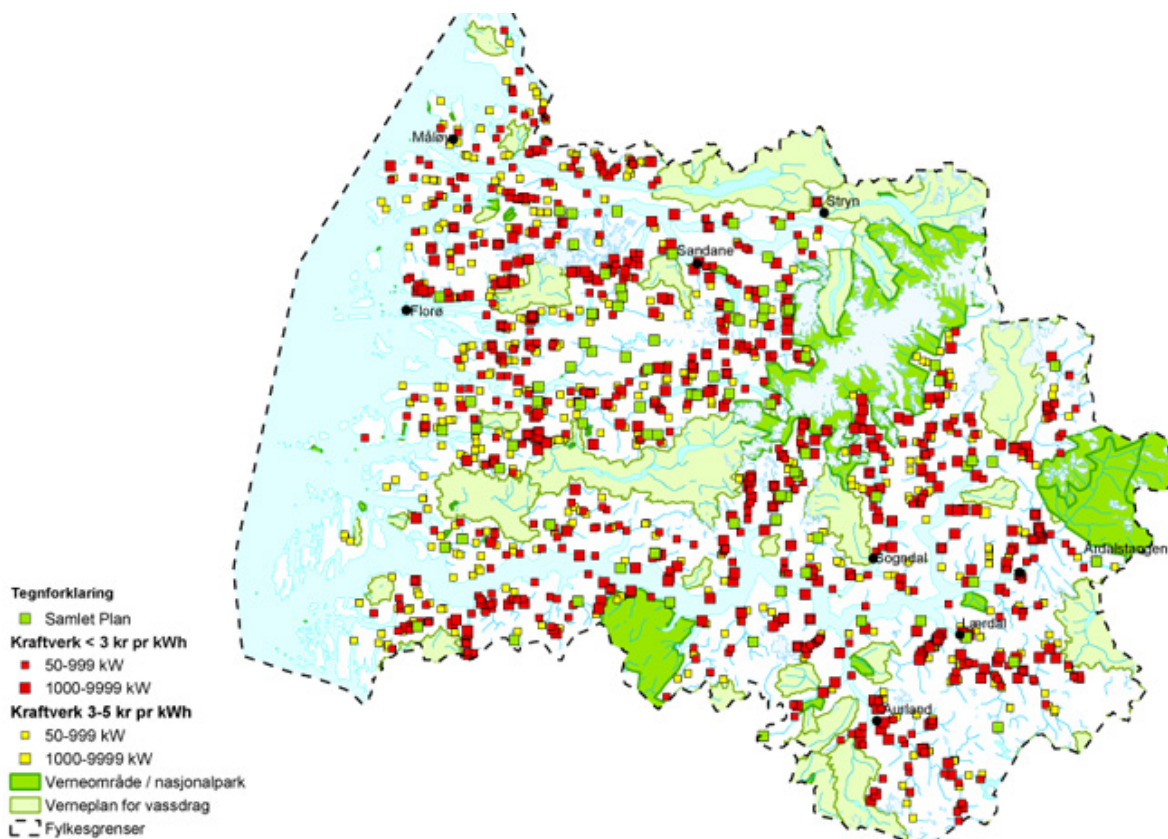 Måløy
Stryn
Sandane
Florø
Årdalstangen
Sogndal
Lærdal
Aurland
Tegnforklaring
Samlet Plan
Kraftverk < 3 kr pr kWh
50-999 kW
1000-9999 kW
Kraftverk 3-5 kr pr kWh
50-999 kW
1000-9999 kW
Verneområde / nasjonalpark
Verneplan for vassdrag
Fylkesgrenser